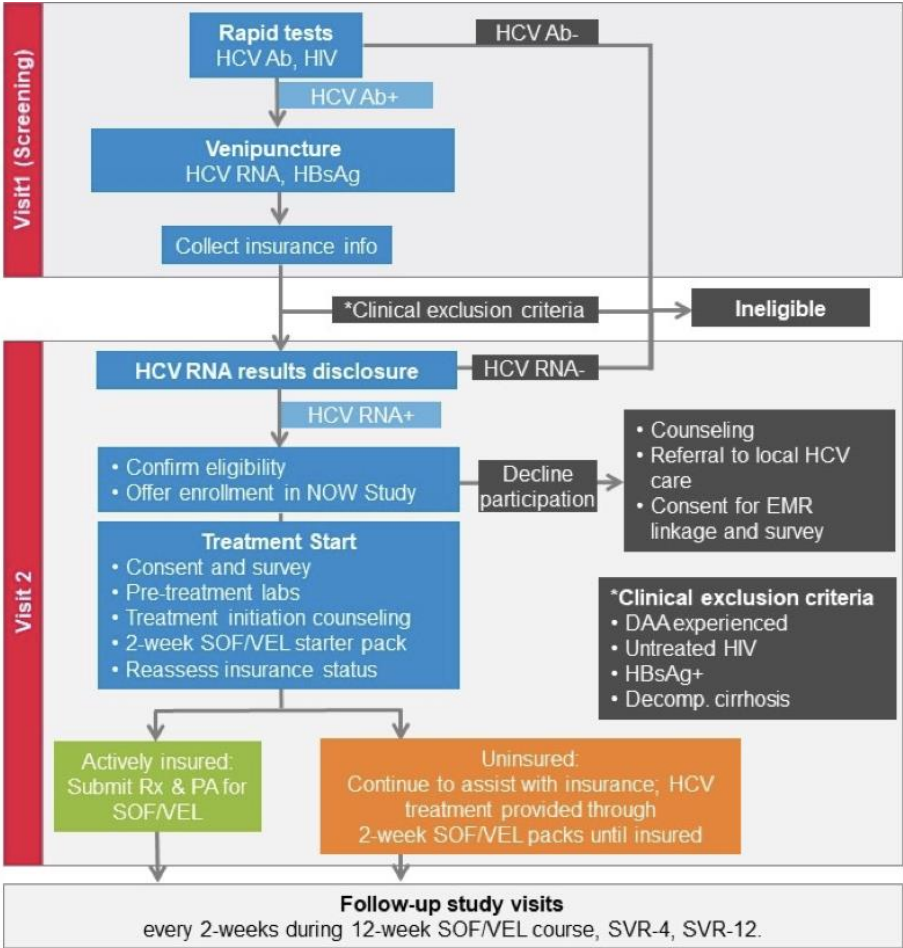 Visit1 (Screening)
Rapid tests
HCV Ab, HIV
HCV Ab-
HCV Ab+
Venipuncture
HCV RNA, HBsAg
Collect insurance info
*Clinical exclusion criteria
Ineligible
Visit 2
HCV RNA results disclosure
HCV RNA-
HCV RNA+
• Confirm eligibility
• Offer enrollment in NOW Study
Decline
participation
• Counseling
• Referral to local HCV
care
• Consent for EMR
linkage and survey
Treatment Start
• Consent and survey
• Pre-treatment labs
• Treatment initiation counseling
• 2-week SOF/VEL starter pack
• Reassess insurance status
*Clinical exclusion criteria
• DAA experienced
• Untreated HIV
• HBsAg+
• Decomp. cirrhosis
Actively insured:
Submit Rx & PA for
SOF/VEL
Uninsured:
Continue to assist with insurance; HCV
treatment provided through
2-week SOF/VEL packs until insured
Follow-up study visits
every 2-weeks during 12-week SOF/VEL course, SVR-4, SVR-12.